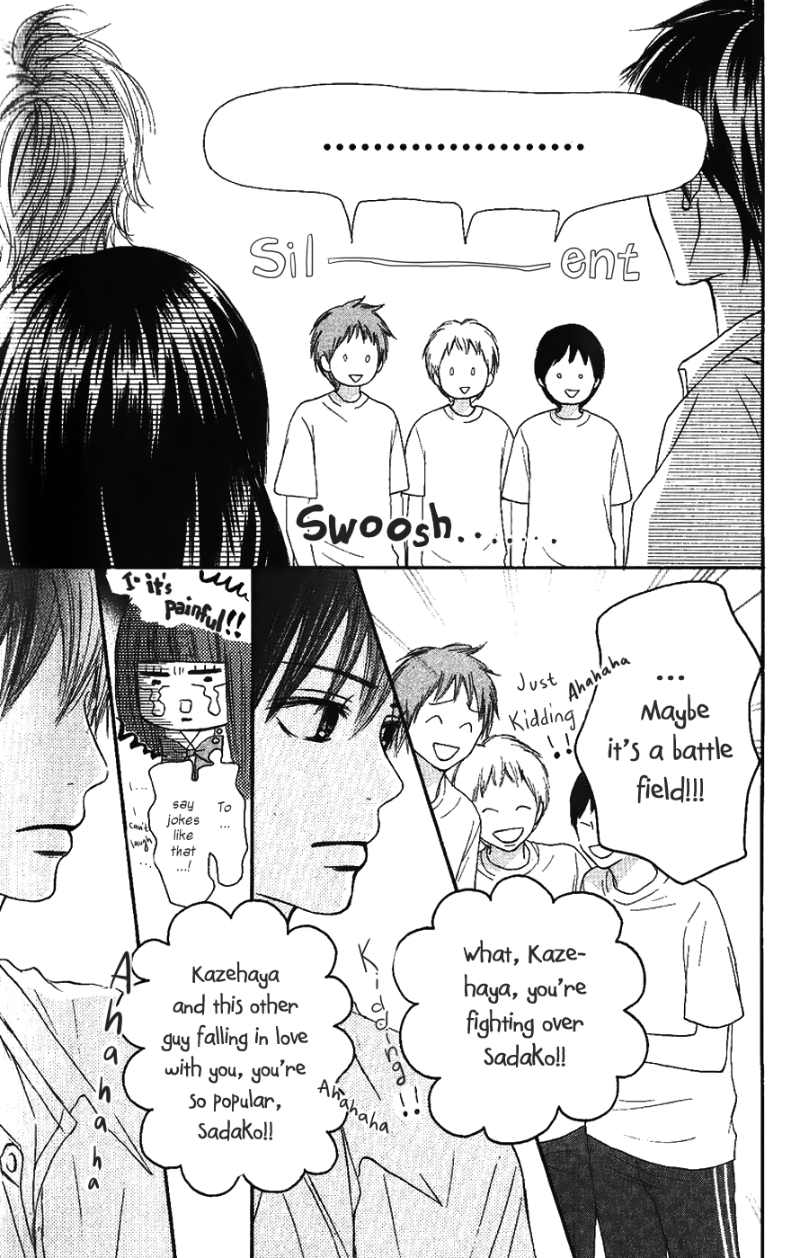 .....................
Sil ent
Swoosh.......
...
Maybe
it's a battle
field!!!
Just
Kidding
!!
Ahahaha
What, Kaze-
haya, you're
fighting over
Sadako!!
Kidding!!
Kazehaya
and this other
guy falling in love
with you, you're
so popular,
Sadako!!
Ahahaha
I• it's
painful!!
To
...
say
jokes
like
that
...!
I...
can't
laugh
...
Ahahaha